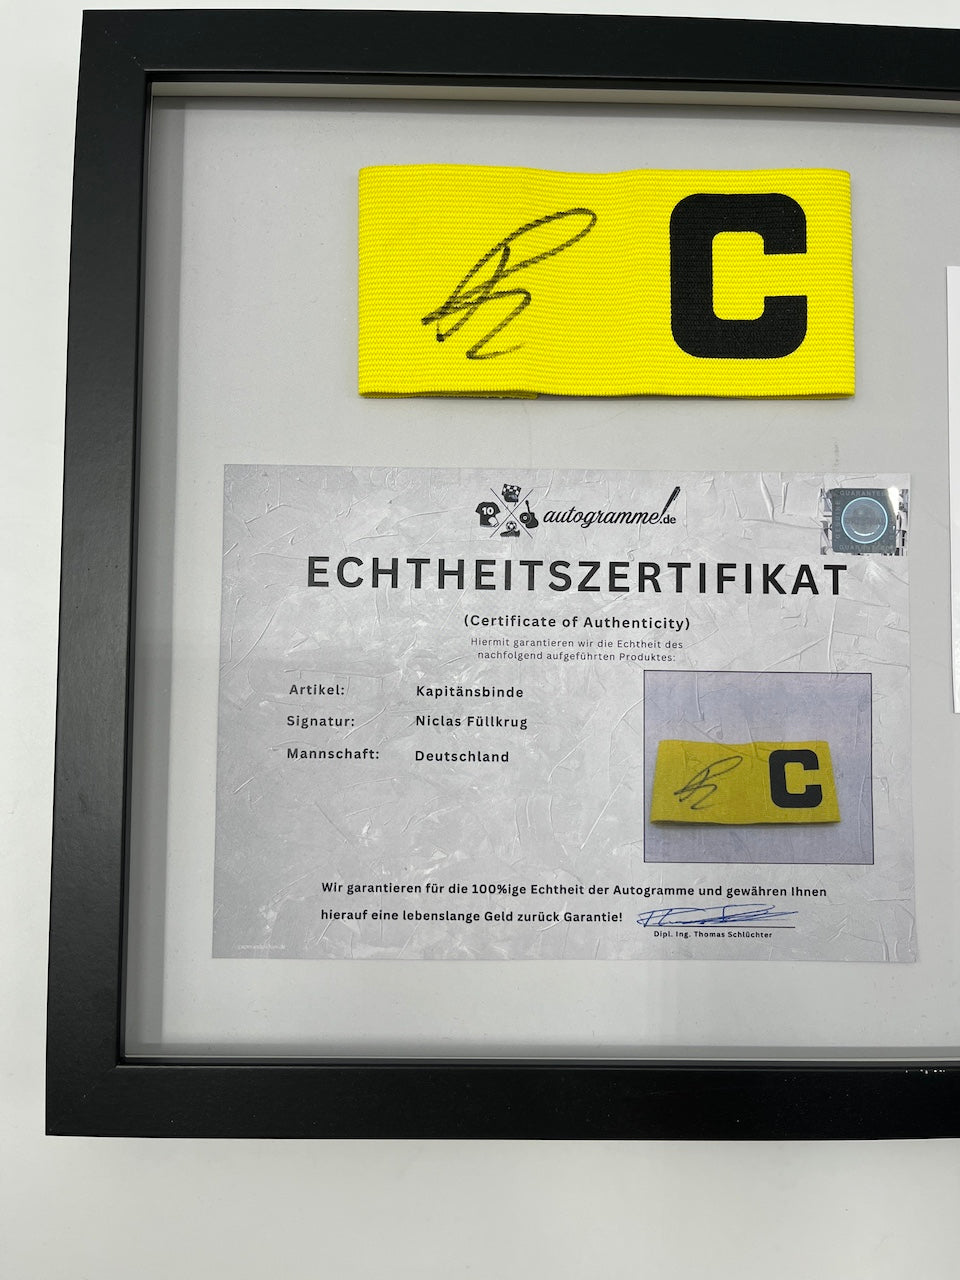 C
10
autogramme.de
GUARANTEE
ECHTHEITSZERTIFIKAT
(Certificate of Authenticity)
Hiermit garantieren wir die Echtheit des
nachfolgend aufgeführten Produktes:
Artikel: Kapitänsbinde
Signatur: Niclas Füllkrug
Mannschaft: Deutschland
C
Wir garantieren für die 100%ige Echtheit der Autogramme und gewähren Ihnen
hierauf eine lebenslange Geld zurück Garantie!
Dipl. Ing. Thomas Schlüchter